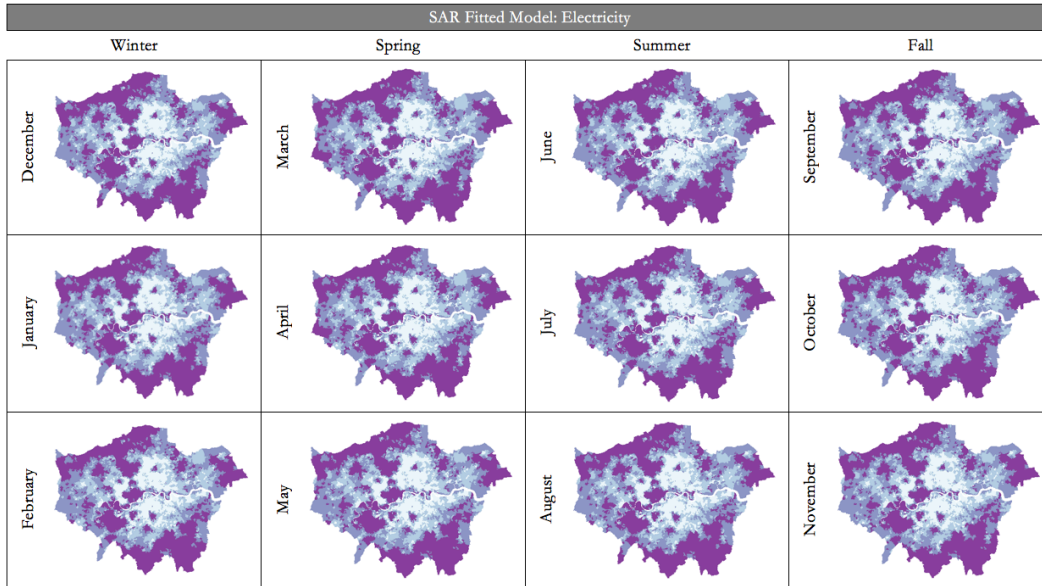 SAR Fitted Model: Electricity
Winter Spring Summer Fall
December March June September
January April July October
February May August November